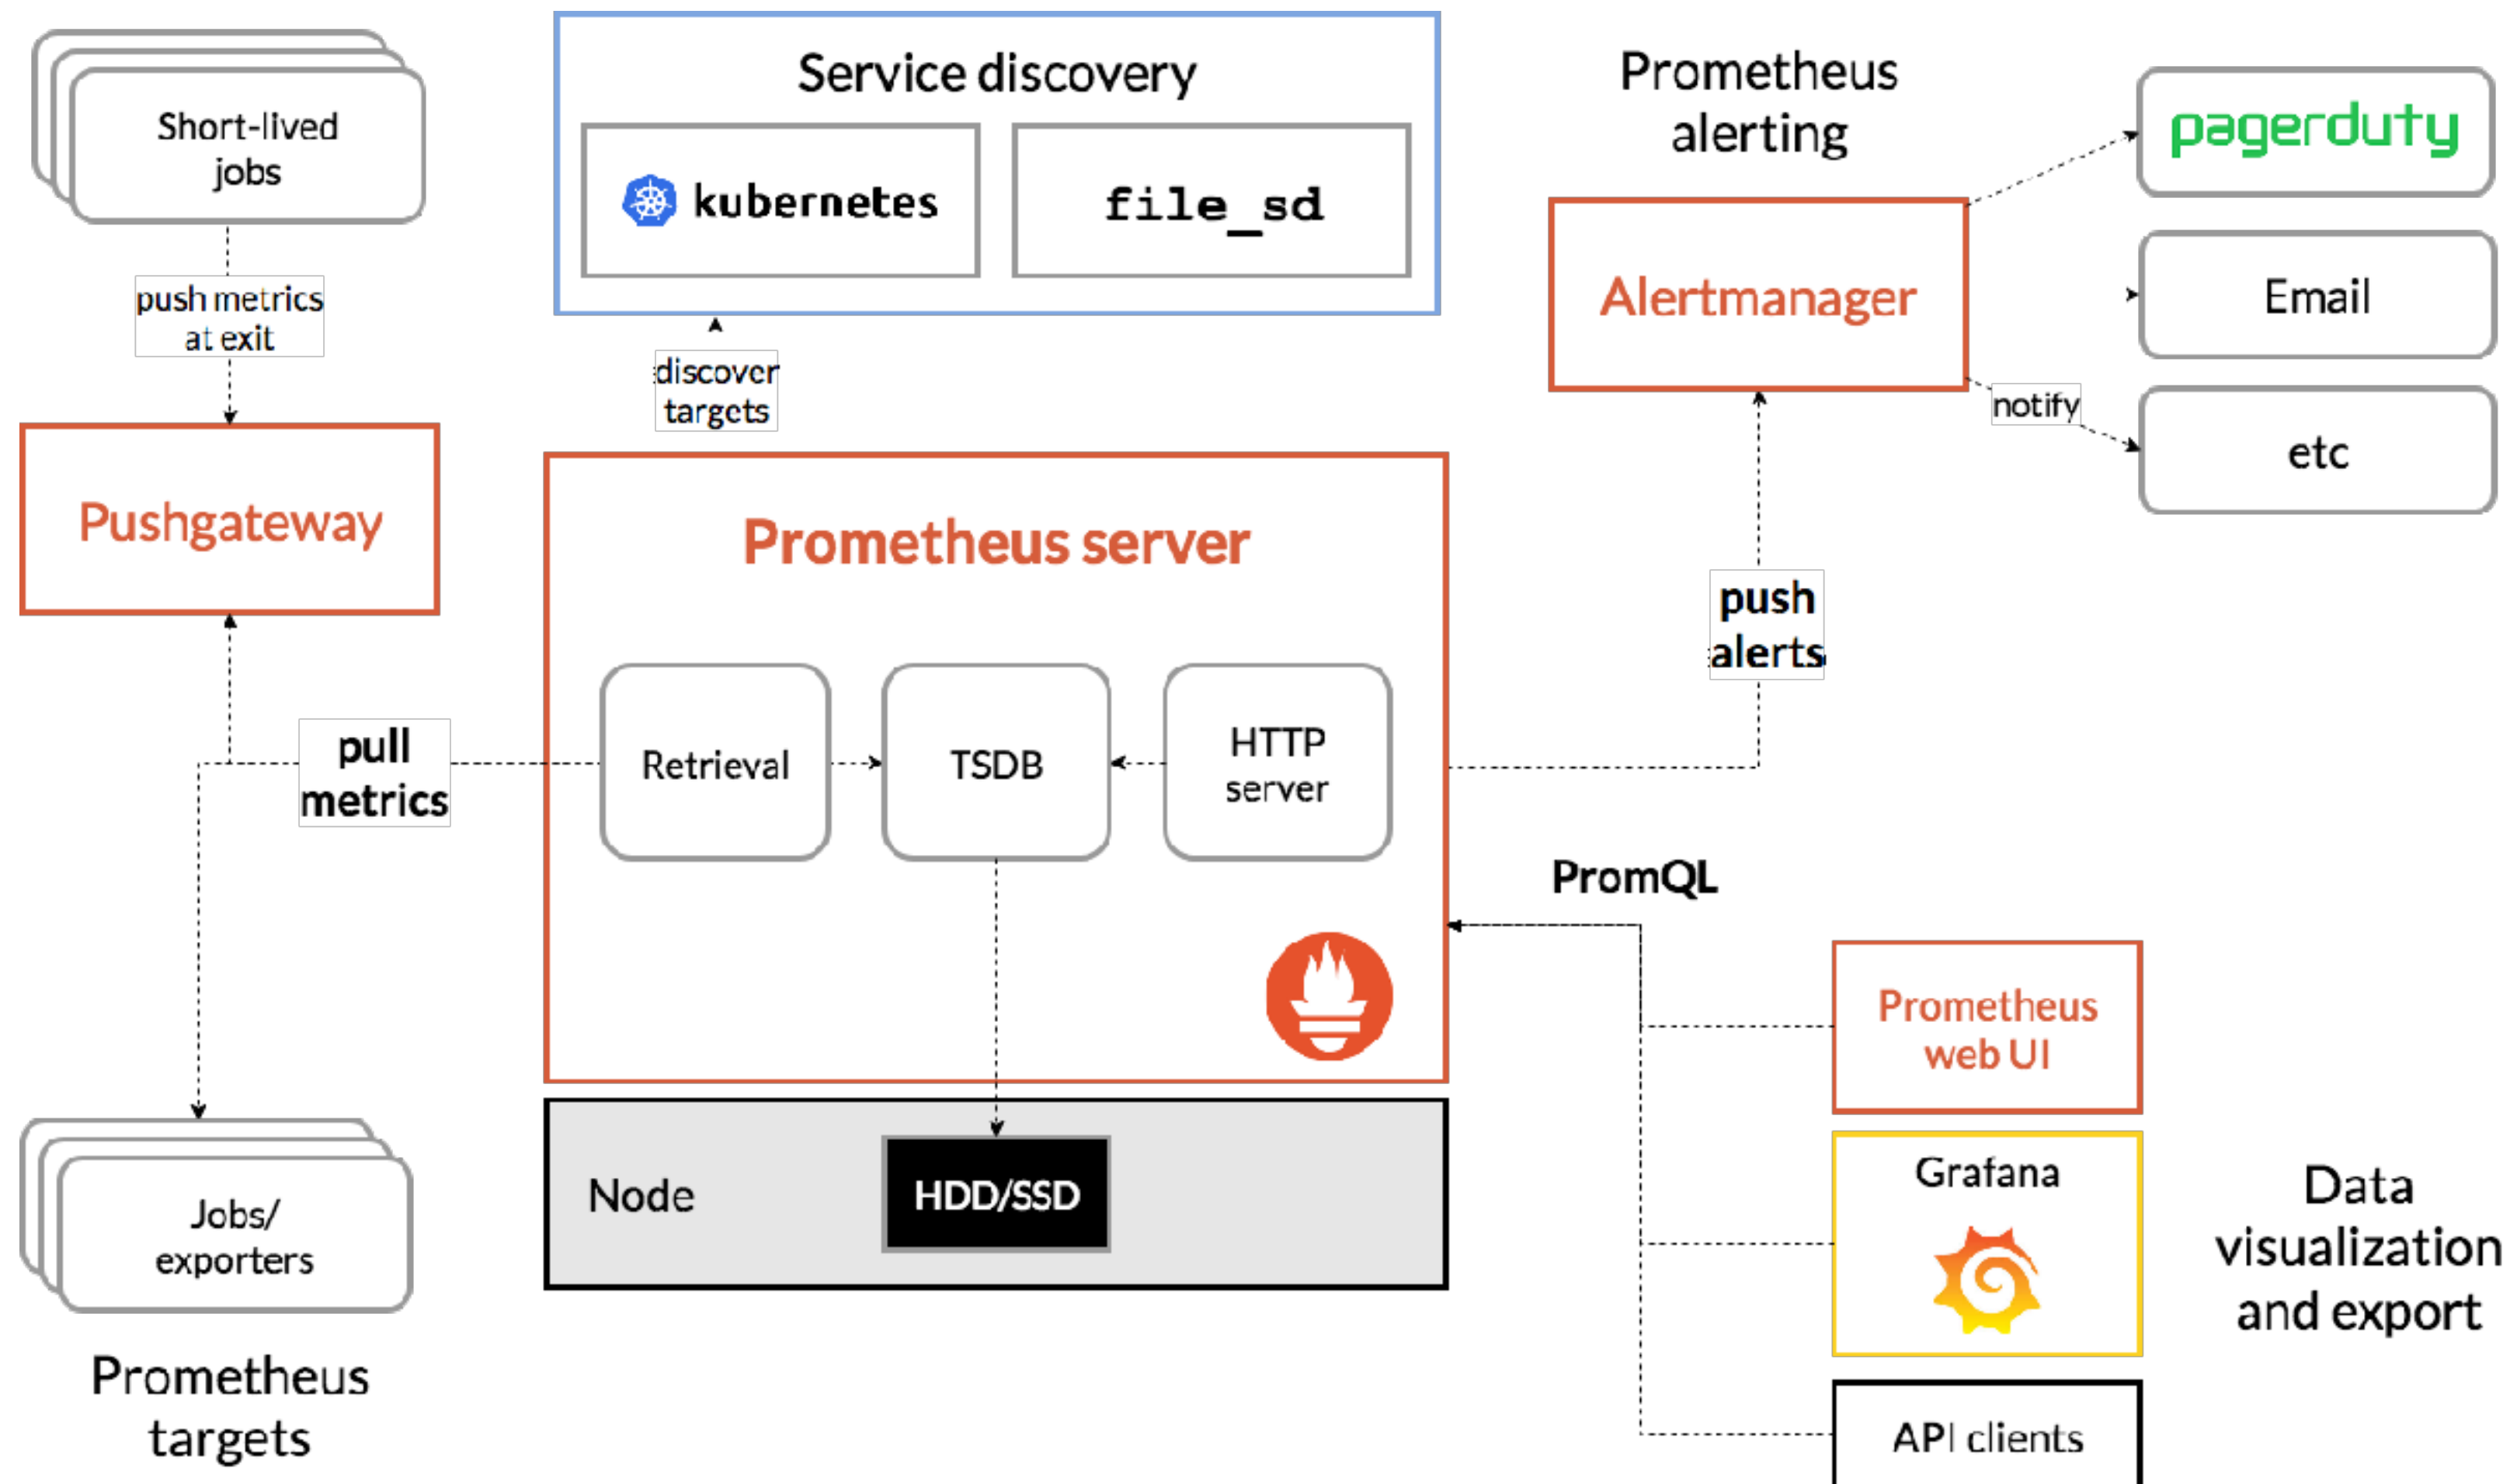 Short-lived
jobs
push metrics
at exit
Pushgateway
pull
metrics
Jobs/
exporters
Prometheus
targets
Service discovery
kubernetes
file_sd
discover
targets
Prometheus server
Retrieval
TSDB
HTTP
server
Node
HDD/SSD
Prometheus
alerting
Alertmanager
pagerduty
Email
notify
etc
push
alerts
PromQL
Prometheus
web UI
Grafana
API clients
Data
visualization
and export